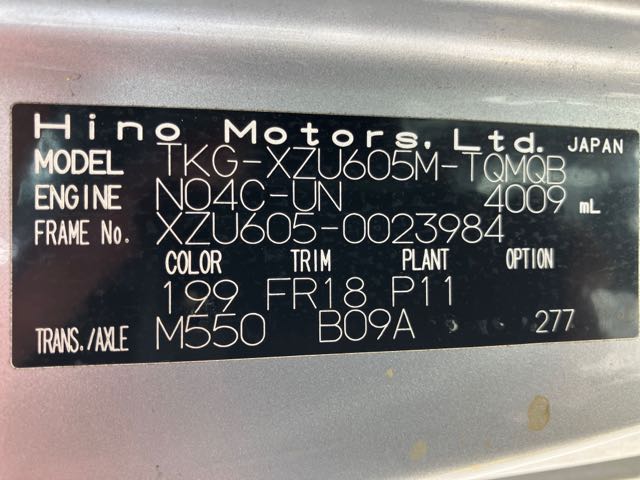 Hino Motors, Ltd. JAPAN
MODEL TKG-XZU605M-TQMQB
ENGINE N04C-UN 4009 mL
FRAME No. XZU605-0023984
COLOR TRIM PLANT OPTION
199 FR18 P11
TRANS./AXLE M550 B09A 277